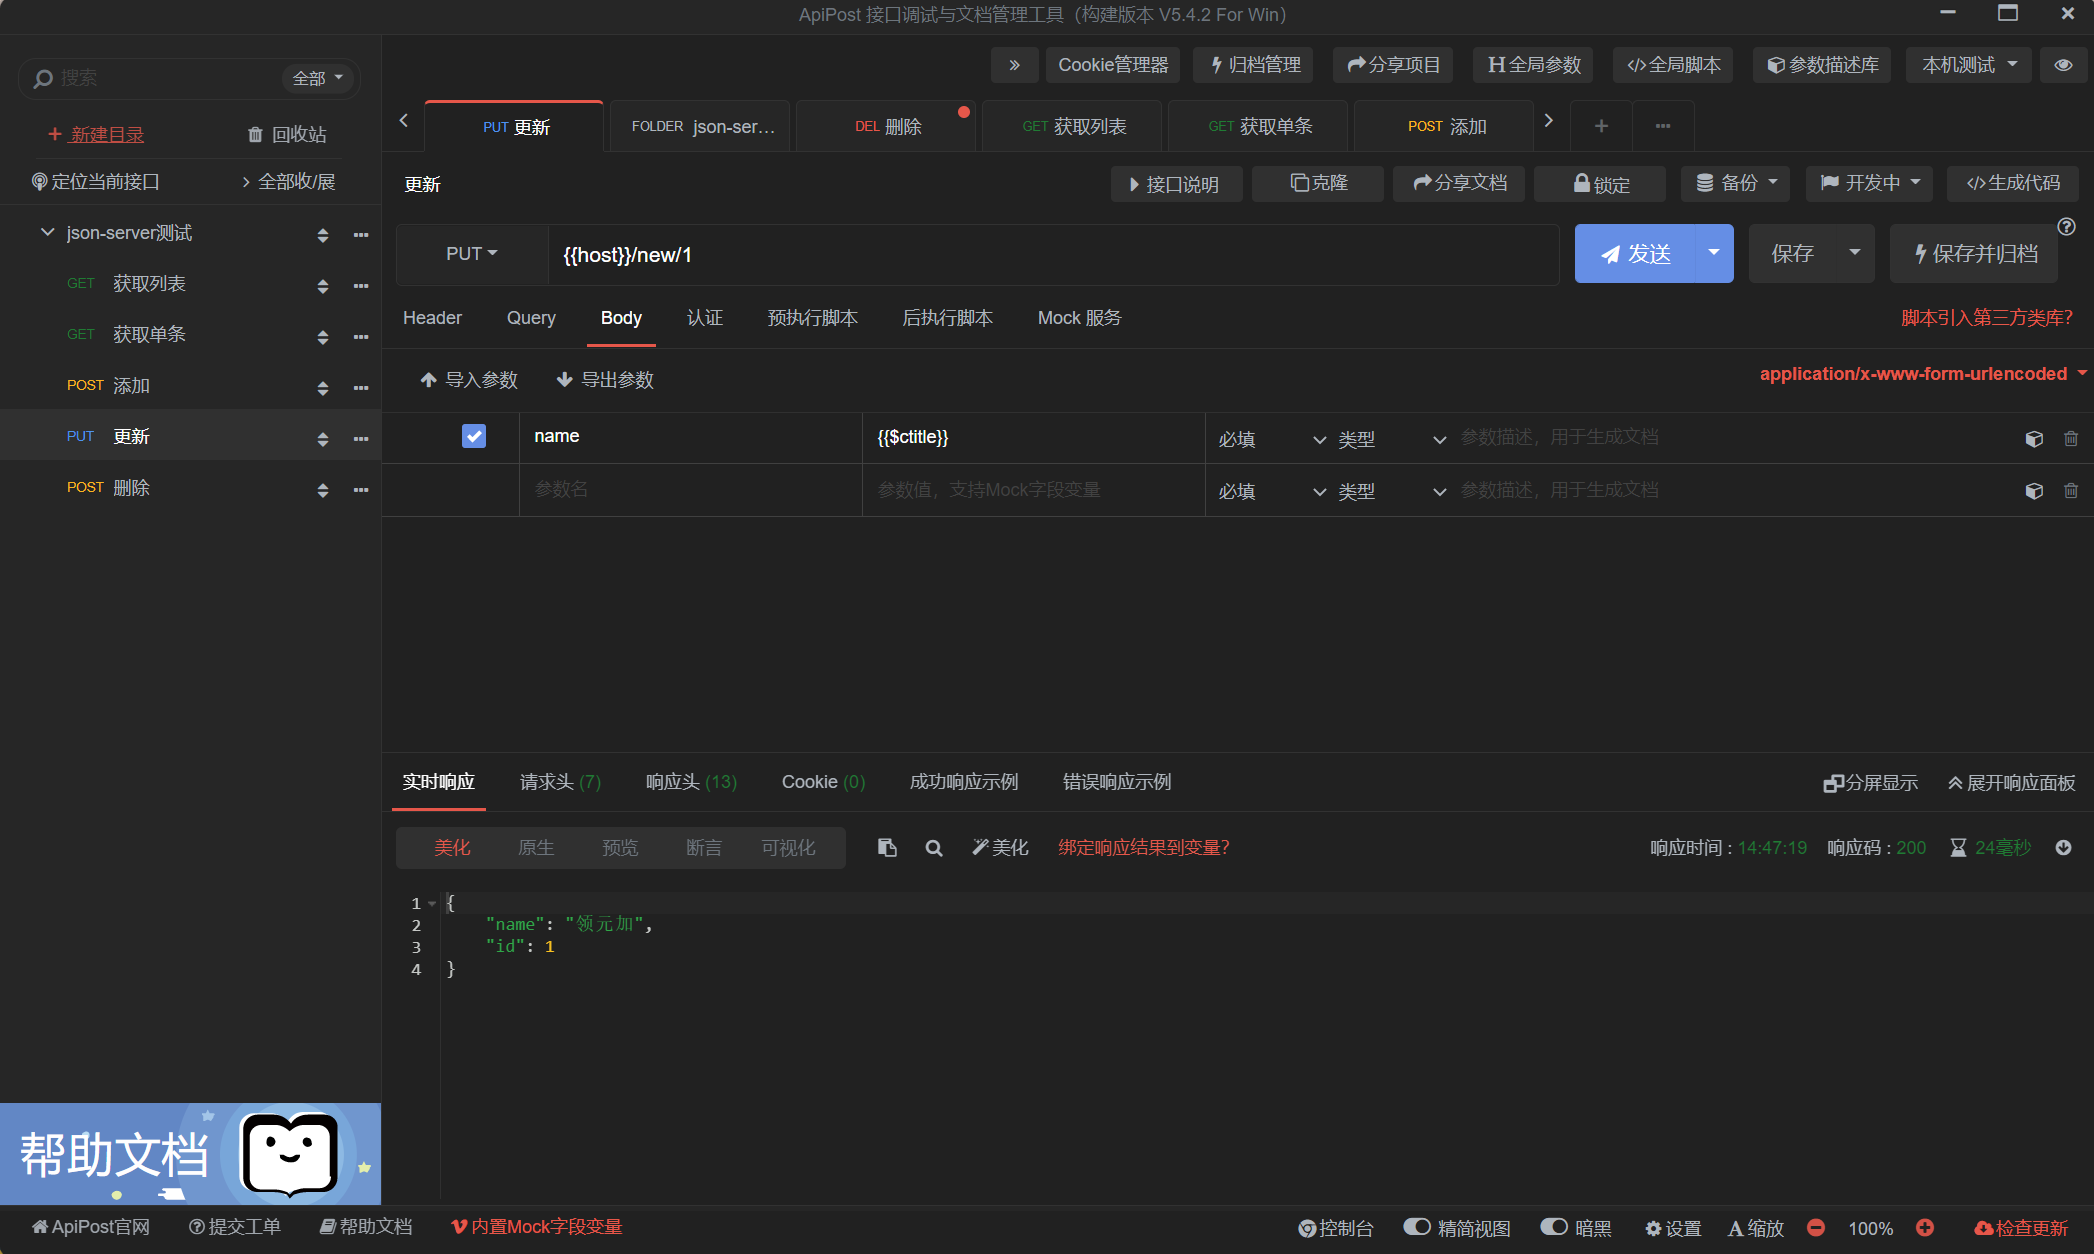 ApiPost 接口调试与文档管理工具（构建版本 V5.4.2 For Win）
搜索 全部
Cookie管理器 归档管理 分享项目 H全局参数 </>全局脚本 参数描述库 本机测试
+ 新建目录 回收站
PUT 更新 FOLDER json-ser... DEL 删除 GET 获取列表 GET 获取单条 POST 添加
定位当前接口 全部收/展
更新 接口说明 克隆 分享文档 锁定 备份 开发中 </>生成代码
json-server测试
GET 获取列表
GET 获取单条
POST 添加
PUT 更新
POST 删除
PUT {{host}}/new/1 发送 保存 保存并归档
Header Query Body 认证 预执行脚本 后执行脚本 Mock 服务 脚本引入第三方类库?
导入参数 导出参数 application/x-www-form-urlencoded
name {{$ctitle}} 必填 类型 参数描述，用于生成文档
参数名 参数值，支持Mock字段变量 必填 类型 参数描述，用于生成文档
实时响应 请求头 (7) 响应头 (13) Cookie (0) 成功响应示例 错误响应示例 分屏显示 展开响应面板
美化 原生 预览 断言 可视化 美化 绑定响应结果到变量? 响应时间 : 14:47:19 响应码 : 200 24毫秒
1 {
2 "name": "领元加",
3 "id": 1
4 }
帮助文档
ApiPost官网 提交工单 帮助文档 内置Mock字段变量 控制台 精简视图 暗黑 设置 A缩放 100% 检查更新